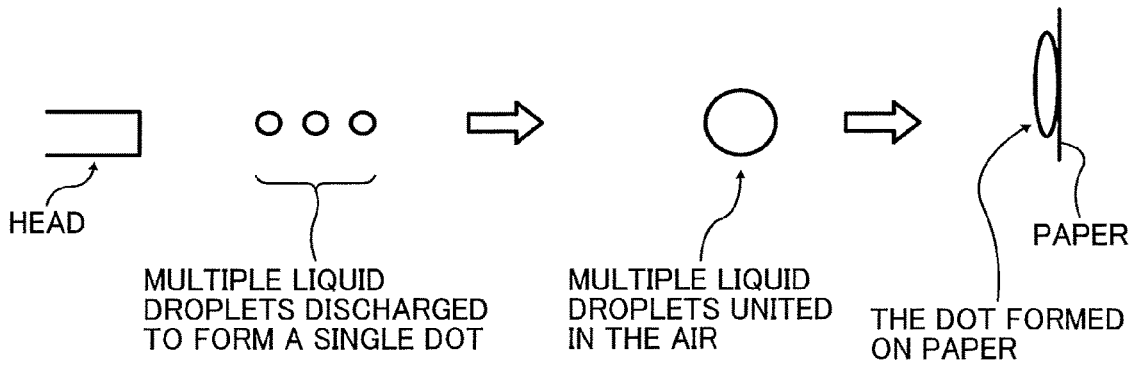 HEAD
MULTIPLE LIQUID
DROPLETS DISCHARGED
TO FORM A SINGLE DOT
MULTIPLE LIQUID
DROPLETS UNITED
IN THE AIR
PAPER
THE DOT FORMED
ON PAPER